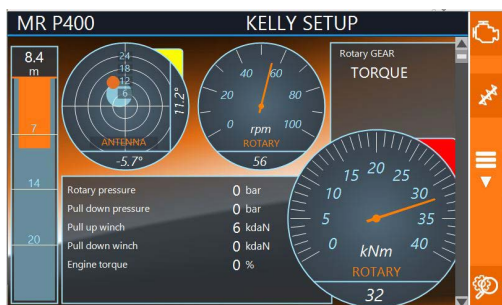 MR P400
KELLY SETUP
8.4
m
7
14
20
24
18
12
6
ANTENNA
11.2°
-5.7°
0
20
40
60
80
100
rpm
ROTARY
56
Rotary GEAR
TORQUE
Rotary pressure 0 bar
Pull down pressure 0 bar
Pull up winch 6 kdaN
Pull down winch 0 kdaN
Engine torque 0 %
0
5
10
15
20
25
30
35
40
kNm
ROTARY
32